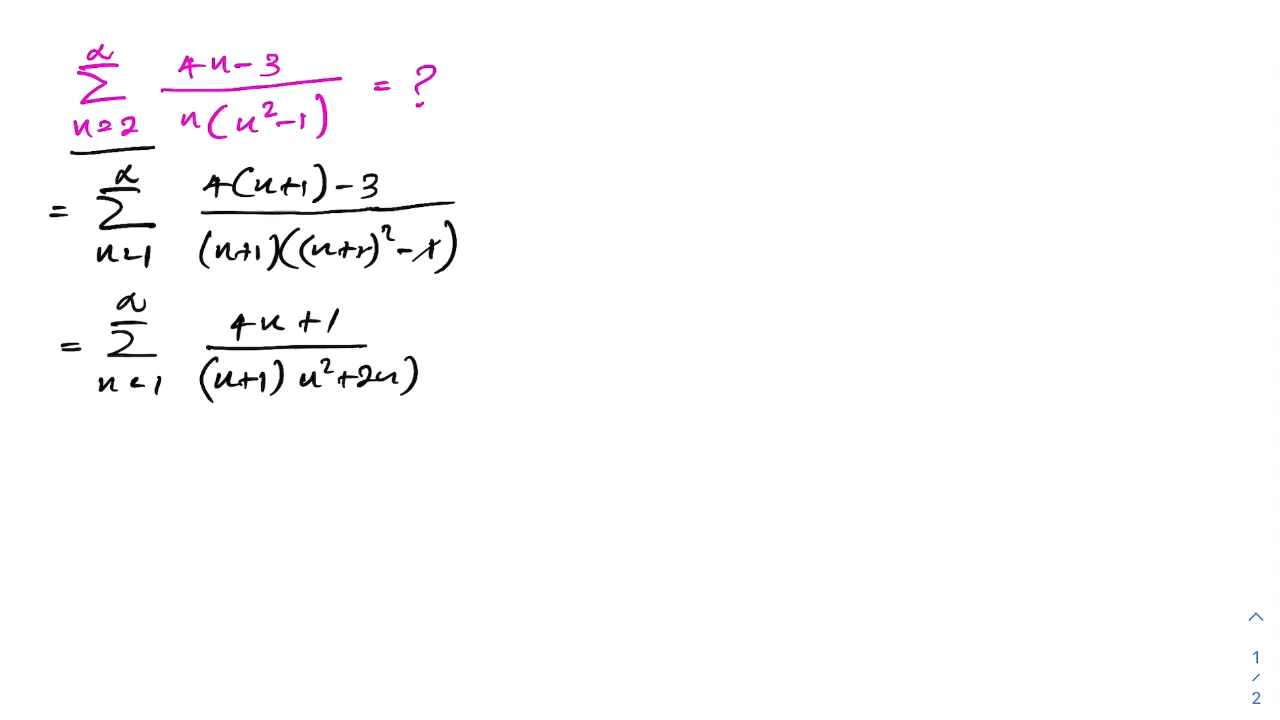 ∞∑n=2 (4n-3)/(n(n²-1)) = ?
= ∞∑n=1 (4(n+1)-3)/((n+1)((n+1)²-1))
= ∞∑n=1 (4n+1)/((n+1) n²+2n)
1
/
2